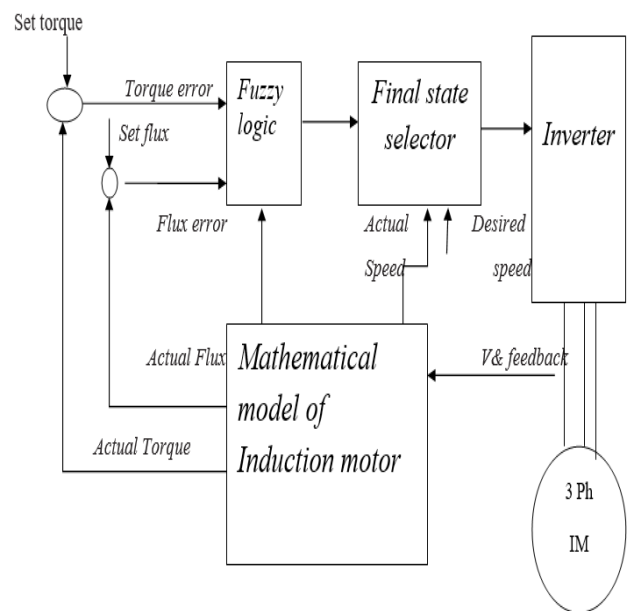 Set torque
Torque error
Set flux
Flux error
Fuzzy
logic
Final state
selector
Inverter
Actual
Speed
Desired
speed
Actual Flux
Actual Torque
Mathematical
model of
Induction motor
V& feedback
3 Ph
IM